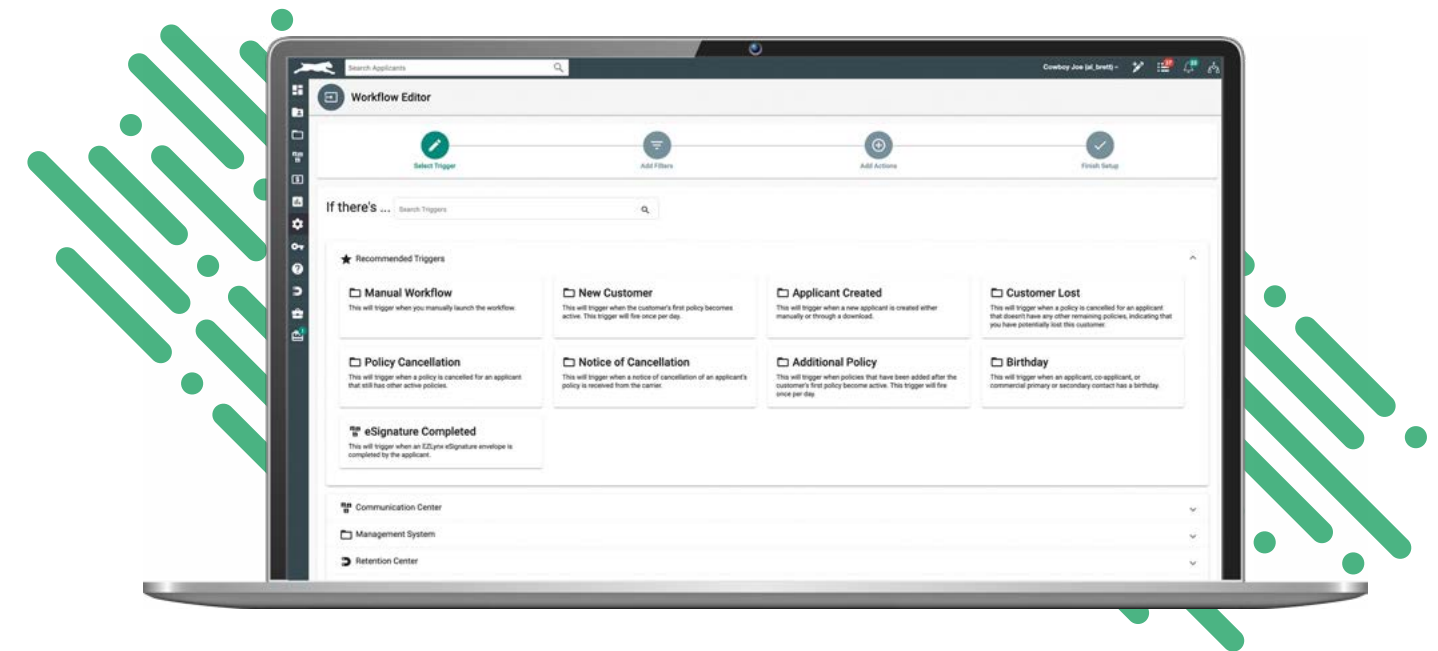 Search Applicants
Cowboy Joe (al_brett)
Workflow Editor
Select Trigger
Add Filters
Add Actions
Finish Setup
If there's ...
Search Triggers
Recommended Triggers
Manual Workflow
This will trigger when you manually launch the workflow.
New Customer
This will trigger when the customer's first policy becomes
active. This trigger will fire once per day.
Applicant Created
This will trigger when a new applicant is created either
manually or through a download.
Customer Lost
This will trigger when a policy is cancelled for an applicant
that doesn't have any other remaining policies, indicating that
you have potentially lost this customer.
Policy Cancellation
This will trigger when a policy is cancelled for an applicant
that still has other active policies.
Notice of Cancellation
This will trigger when a notice of cancellation of an applicant's
policy is received from the carrier.
Additional Policy
This will trigger when policies that have been added after the
customer's first policy become active. This trigger will fire
once per day.
Birthday
This will trigger when an applicant, co-applicant, or
commercial primary or secondary contact has a birthday.
eSignature Completed
This will trigger when an EZLynx eSignature envelope is
completed by the applicant.
Communication Center
Management System
Retention Center